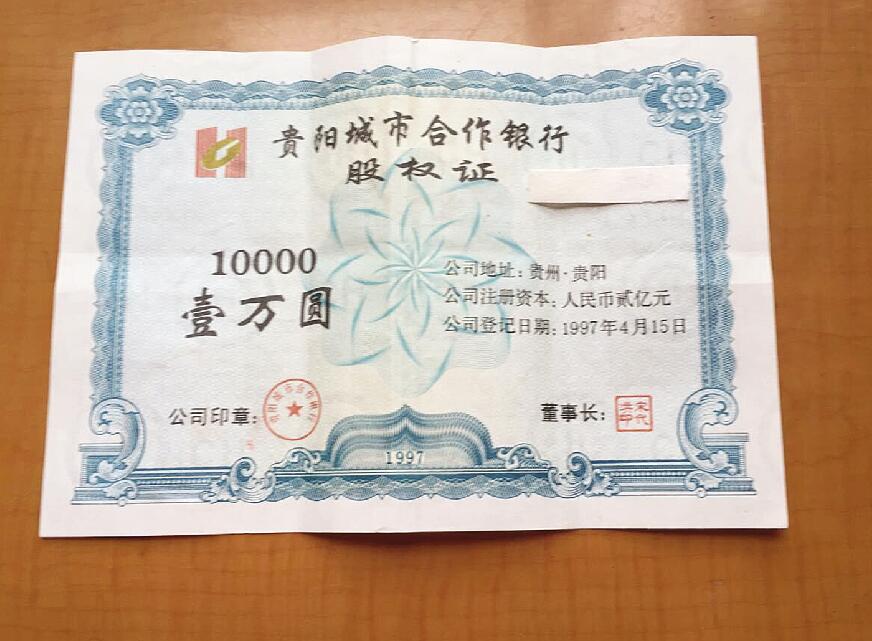 貴阳城市合作银行
股权证
10000
壹万圆
公司地址：贵州·贵阳
公司注册资本：人民币贰亿元
公司登记日期：1997年4月15日
公司印章：
董事长：
1997